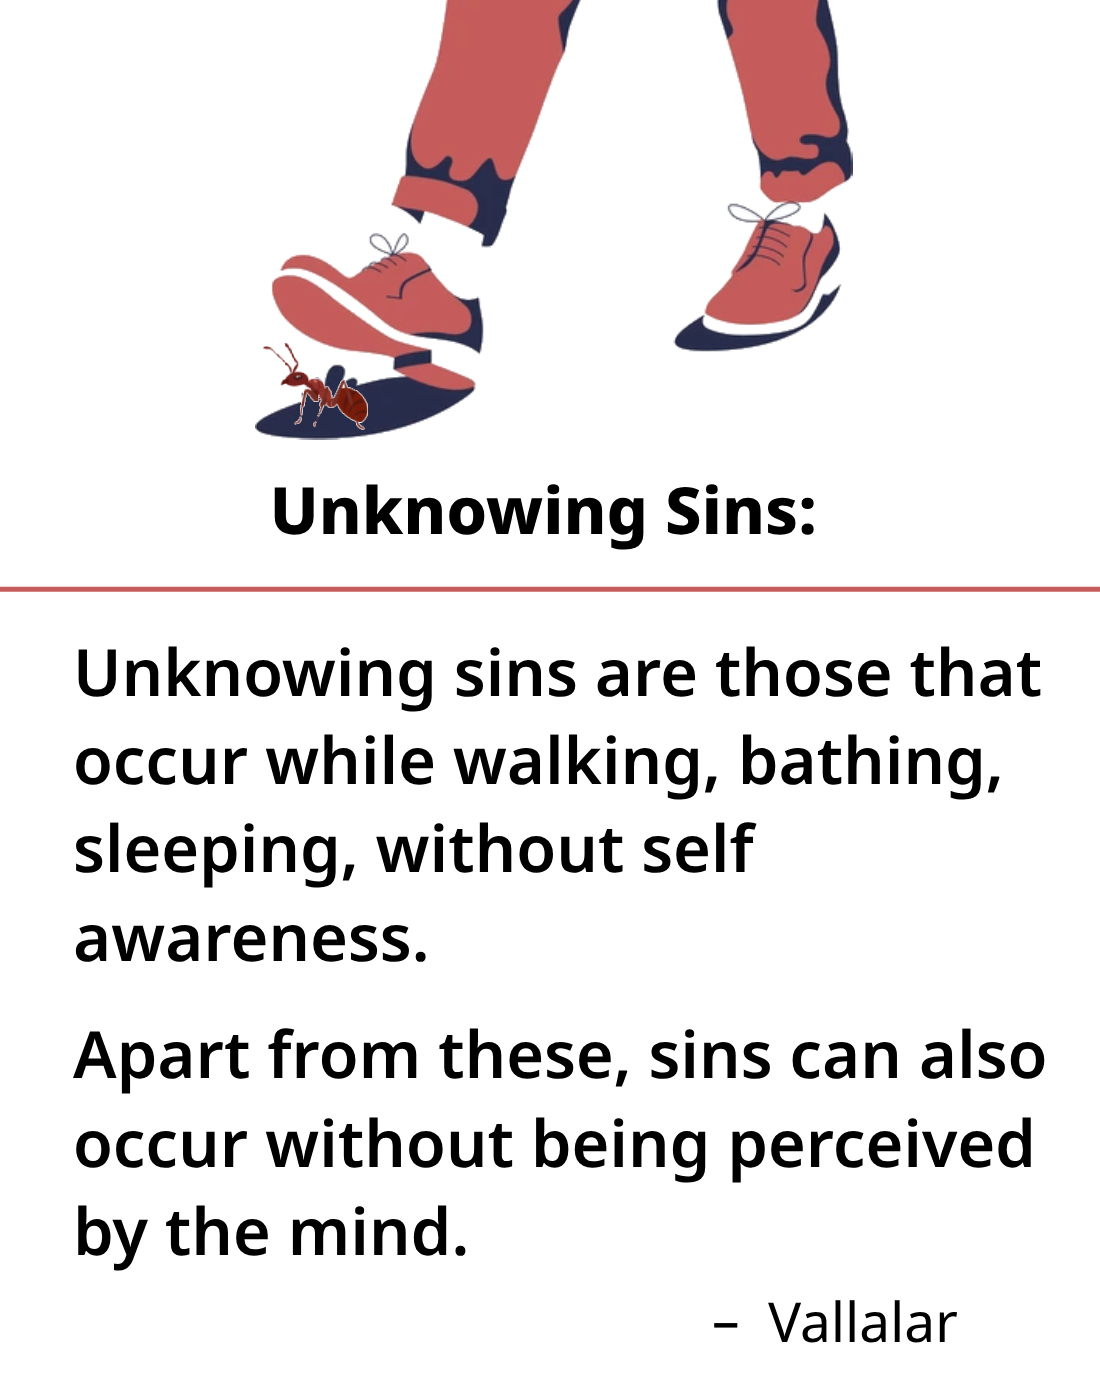 Unknowing Sins:
Unknowing sins are those that
occur while walking, bathing,
sleeping, without self
awareness.
Apart from these, sins can also
occur without being perceived
by the mind.
– Vallalar